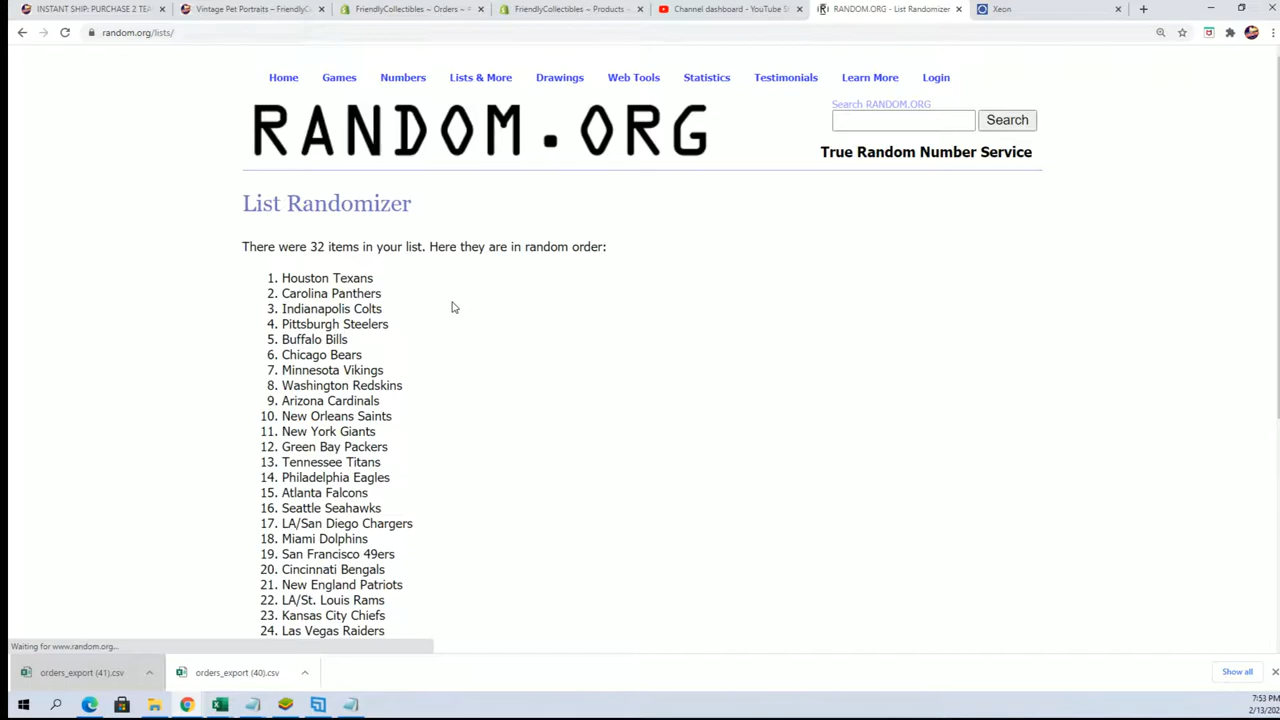 INSTANT SHIP: PURCHASE 2 TEA
Vintage Pet Portraits – FriendlyC
FriendlyCollectibles ~ Orders ~
FriendlyCollectibles ~ Products ~
Channel dashboard - YouTube S
RANDOM.ORG - List Randomizer
Xeon
random.org/lists/
Home Games Numbers Lists & More Drawings Web Tools Statistics Testimonials Learn More Login
RANDOM.ORG
Search RANDOM.ORG
Search
True Random Number Service
List Randomizer
There were 32 items in your list. Here they are in random order:
1. Houston Texans
2. Carolina Panthers
3. Indianapolis Colts
4. Pittsburgh Steelers
5. Buffalo Bills
6. Chicago Bears
7. Minnesota Vikings
8. Washington Redskins
9. Arizona Cardinals
10. New Orleans Saints
11. New York Giants
12. Green Bay Packers
13. Tennessee Titans
14. Philadelphia Eagles
15. Atlanta Falcons
16. Seattle Seahawks
17. LA/San Diego Chargers
18. Miami Dolphins
19. San Francisco 49ers
20. Cincinnati Bengals
21. New England Patriots
22. LA/St. Louis Rams
23. Kansas City Chiefs
24. Las Vegas Raiders
Waiting for www.random.org...
orders_export (41).csv
orders_export (40).csv
Show all
7:53 PM
2/13/202